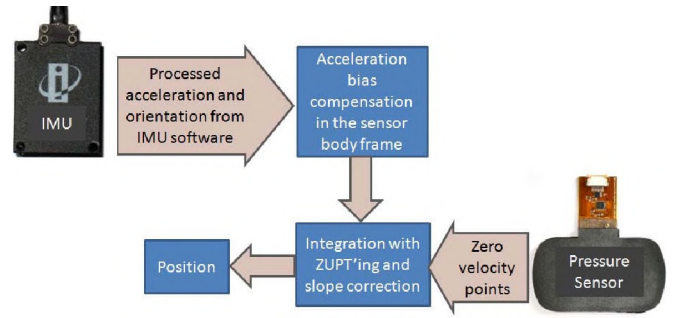 IMU
Processed
acceleration and
orientation from
IMU software
Acceleration
bias
compensation
in the sensor
body frame
Position
Integration with
ZUPT'ing and
slope correction
Zero
velocity
points
Pressure
Sensor